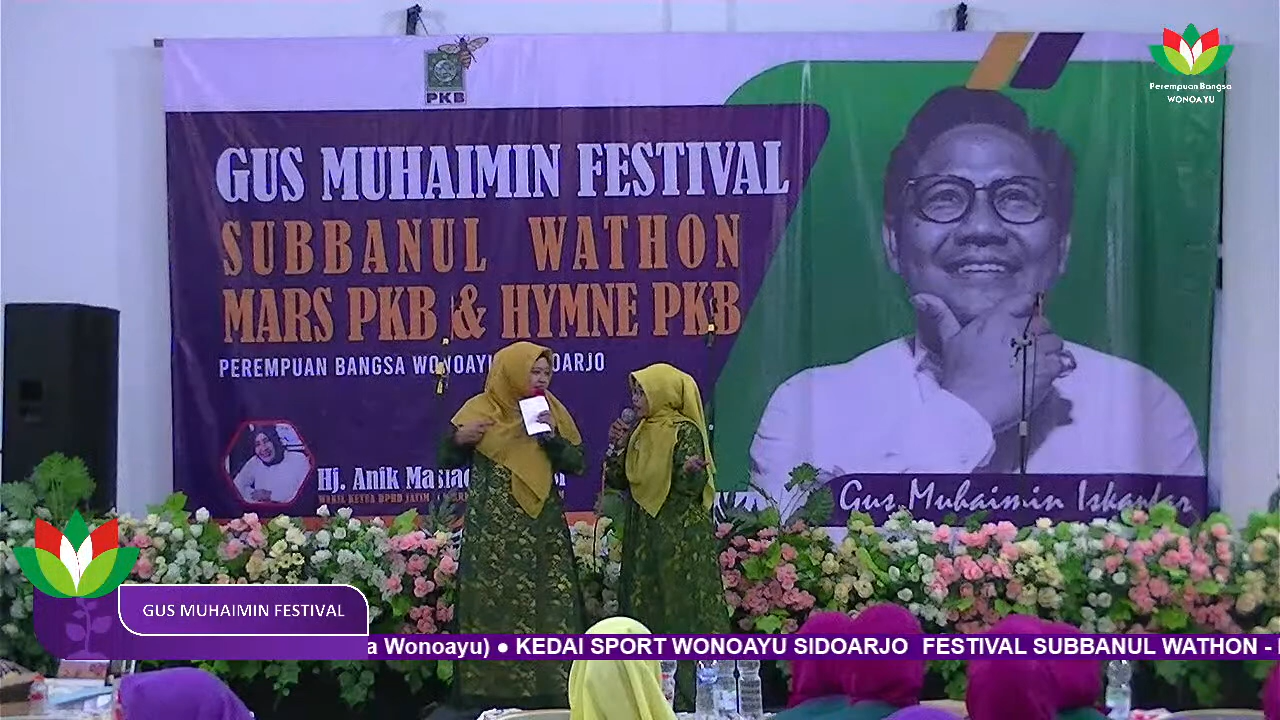 PKB
Perempuan Bangsa
WONOAYU
GUS MUHAIMIN FESTIVAL
SUBBANUL WATHON
MARS PKB & HYMNE PKB
PEREMPUAN BANGSA
Hj. Anik
Gus Muhaimin Iskandar
GUS MUHAIMIN FESTIVAL
a Wonoayu) ● KEDAI SPORT WONOAYU SIDOARJO FESTIVAL SUBBANUL WATHON -